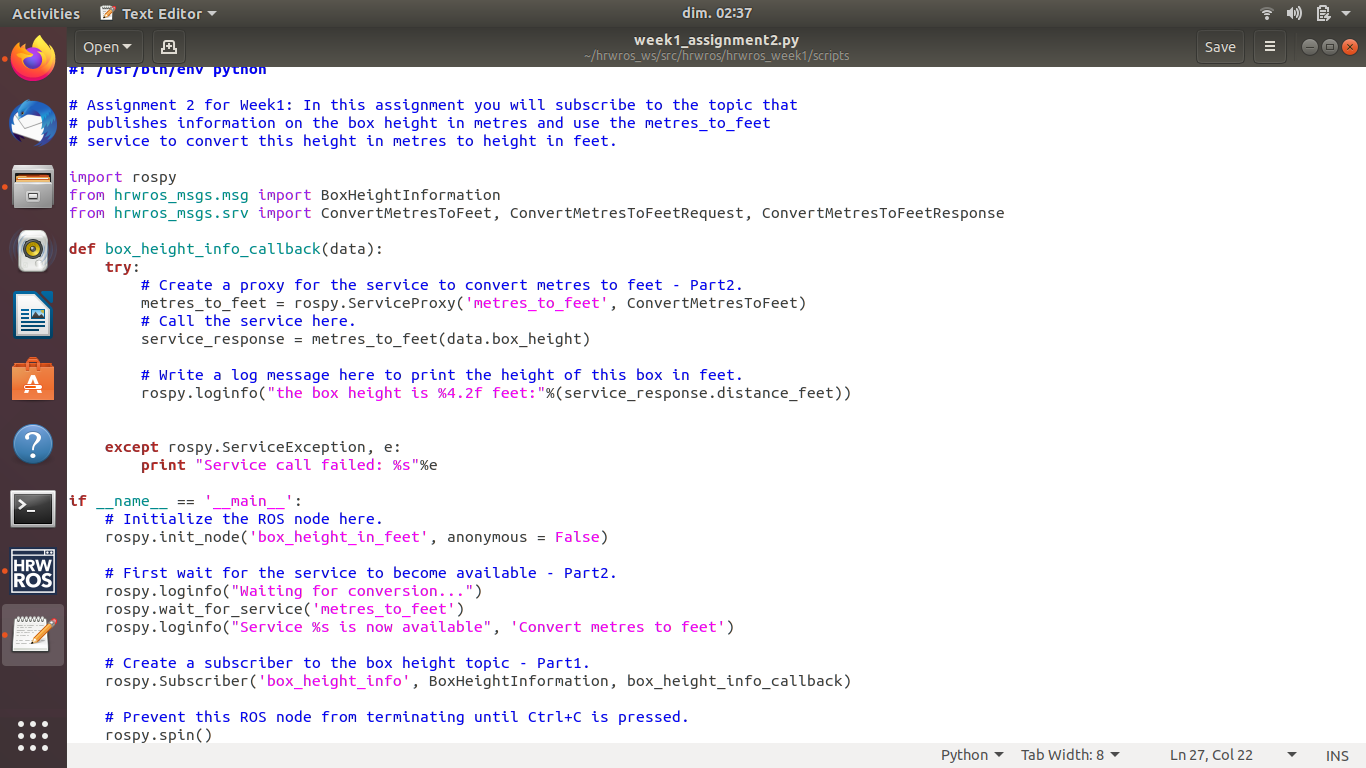 Activities Text Editor dim. 02:37
Open week1_assignment2.py Save
~/hrwros_ws/src/hrwros/hrwros_week1/scripts
#! /usr/bin/env python
# Assignment 2 for Week1: In this assignment you will subscribe to the topic that
# publishes information on the box height in metres and use the metres_to_feet
# service to convert this height in metres to height in feet.
import rospy
from hrwros_msgs.msg import BoxHeightInformation
from hrwros_msgs.srv import ConvertMetresToFeet, ConvertMetresToFeetRequest, ConvertMetresToFeetResponse
def box_height_info_callback(data):
    try:
        # Create a proxy for the service to convert metres to feet - Part2.
        metres_to_feet = rospy.ServiceProxy('metres_to_feet', ConvertMetresToFeet)
        # Call the service here.
        service_response = metres_to_feet(data.box_height)
        # Write a log message here to print the height of this box in feet.
        rospy.loginfo("the box height is %4.2f feet:"%(service_response.distance_feet))
    except rospy.ServiceException, e:
        print "Service call failed: %s"%e
if __name__ == '__main__':
    # Initialize the ROS node here.
    rospy.init_node('box_height_in_feet', anonymous = False)
    # First wait for the service to become available - Part2.
    rospy.loginfo("Waiting for conversion...")
    rospy.wait_for_service('metres_to_feet')
    rospy.loginfo("Service %s is now available", 'Convert metres to feet')
    # Create a subscriber to the box height topic - Part1.
    rospy.Subscriber('box_height_info', BoxHeightInformation, box_height_info_callback)
    # Prevent this ROS node from terminating until Ctrl+C is pressed.
    rospy.spin()
HRW
ROS
Python Tab Width: 8 Ln 27, Col 22 INS